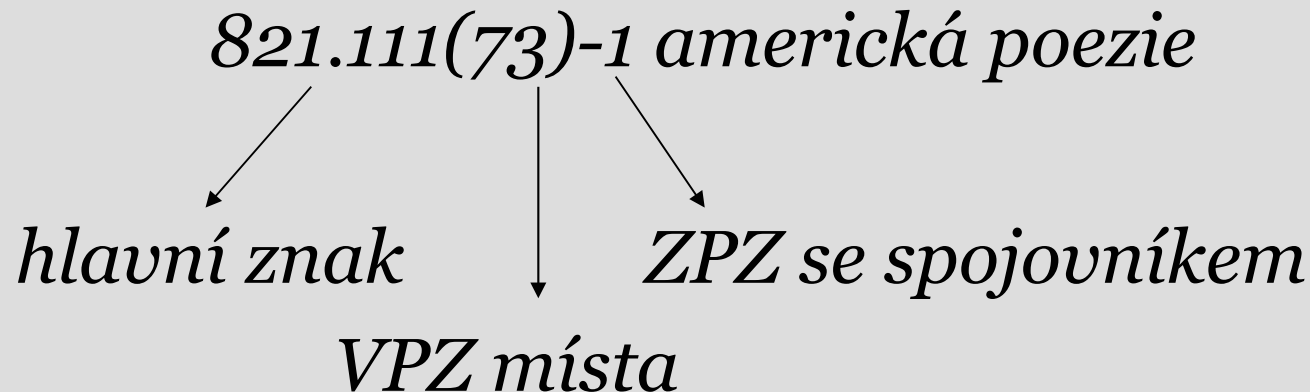 821.111(73)-1 americká poezie
hlavní znak
ZPZ se spojovníkem
VPZ místa